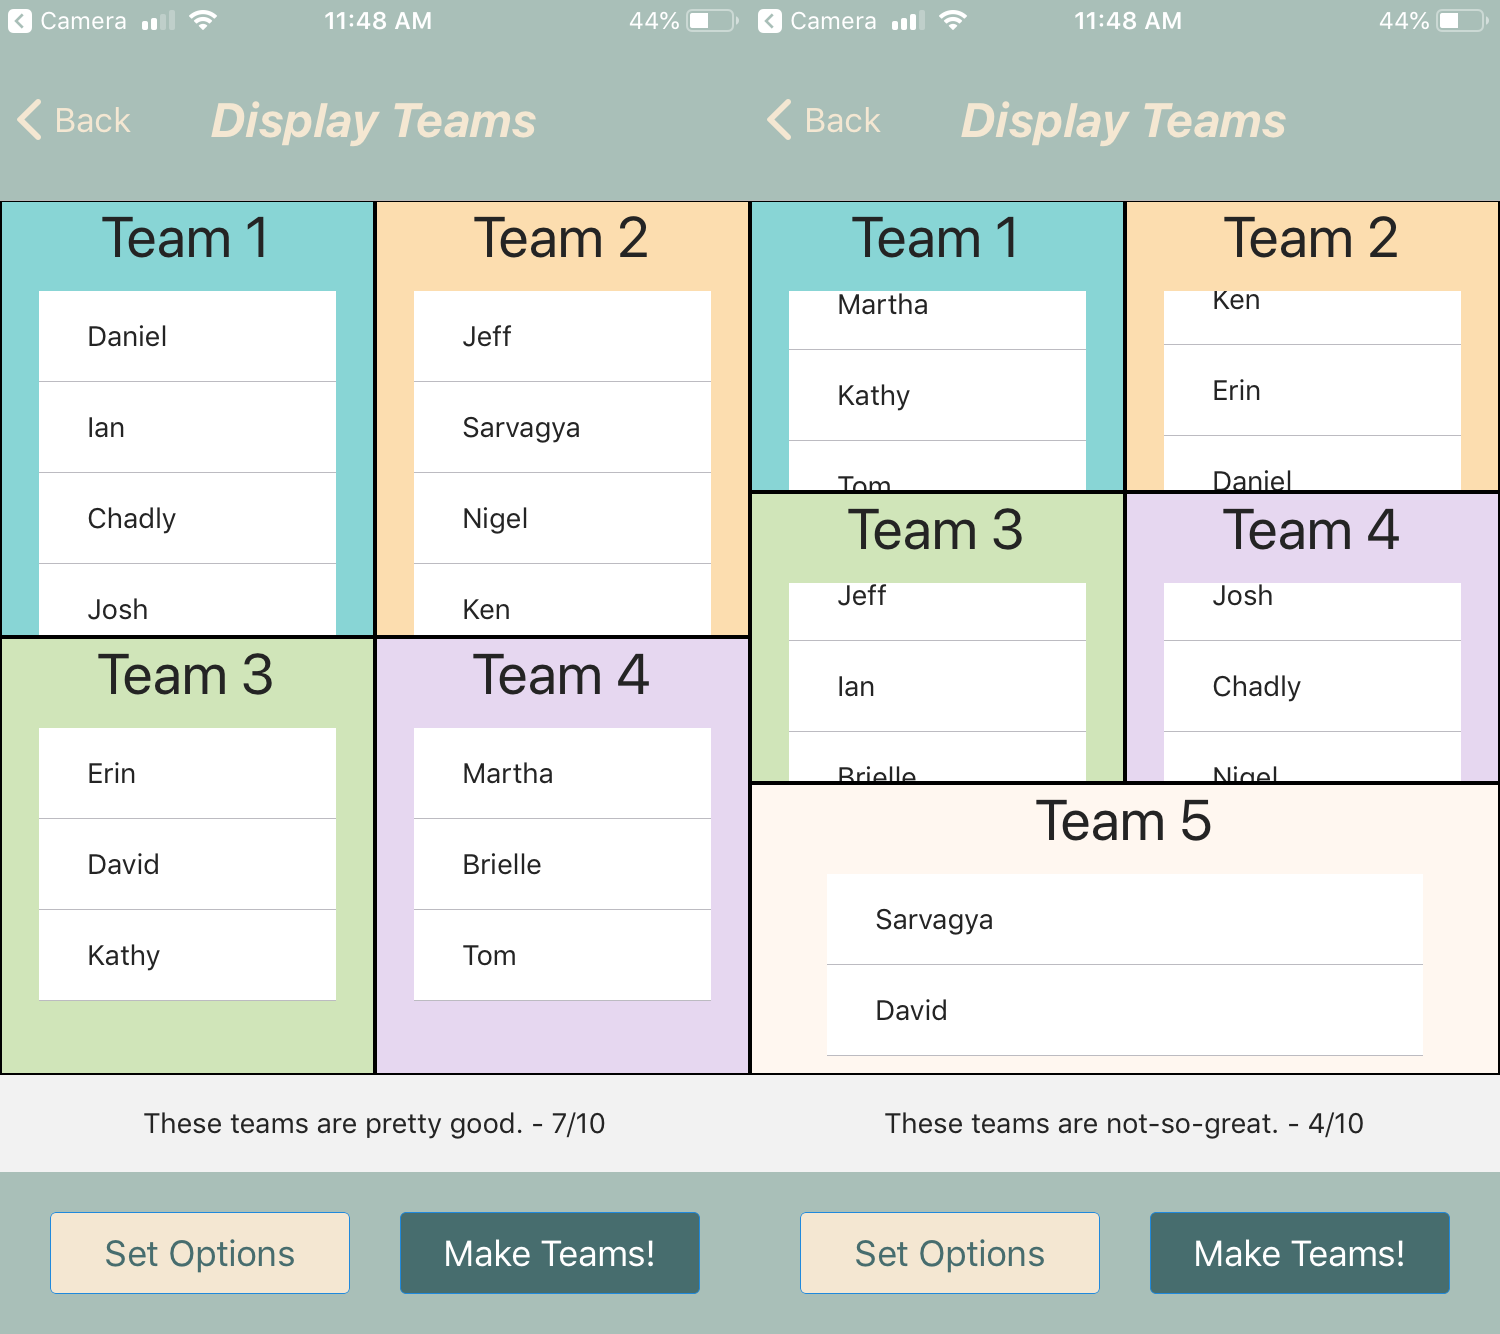 Camera 11:48 AM 44%
Back Display Teams
Team 1
Daniel
Ian
Chadly
Josh
Team 2
Jeff
Sarvagya
Nigel
Ken
Team 3
Erin
David
Kathy
Team 4
Martha
Brielle
Tom
These teams are pretty good. - 7/10
Set Options
Make Teams!
Camera 11:48 AM 44%
Back Display Teams
Team 1
Martha
Kathy
Tom
Team 2
Ken
Erin
Daniel
Team 3
Jeff
Ian
Brielle
Team 4
Josh
Chadly
Nigel
Team 5
Sarvagya
David
These teams are not-so-great. - 4/10
Set Options
Make Teams!